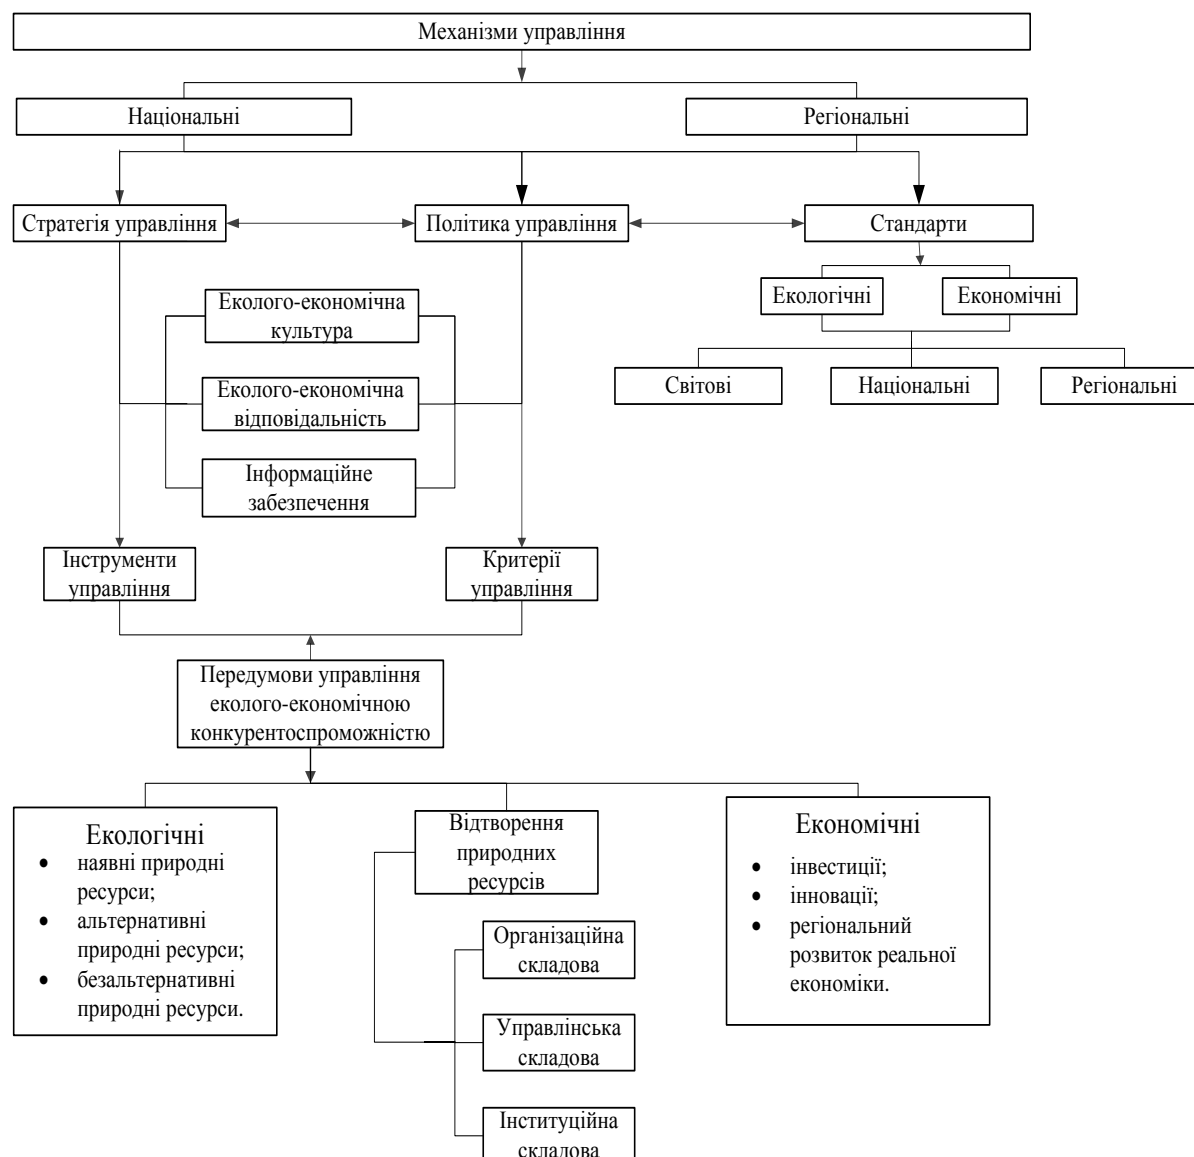 Механізми управління
Національні
Регіональні
Стратегія управління
Політика управління
Стандарти
Екологічні
Економічні
Еколого-економічна
культура
Світові
Національні
Регіональні
Еколого-економічна
відповідальність
Інформаційне
забезпечення
Інструменти
управління
Критерії
управління
Передумови управління
еколого-економічною
конкурентоспроможністю
Екологічні
• наявні природні
ресурси;
• альтернативні
природні ресурси;
• безальтернативні
природні ресурси.
Відтворення
природних
ресурсів
Організаційна
складова
Управлінська
складова
Інституційна
складова
Економічні
• інвестиції;
• інновації;
• регіональний
розвиток реальної
економіки.